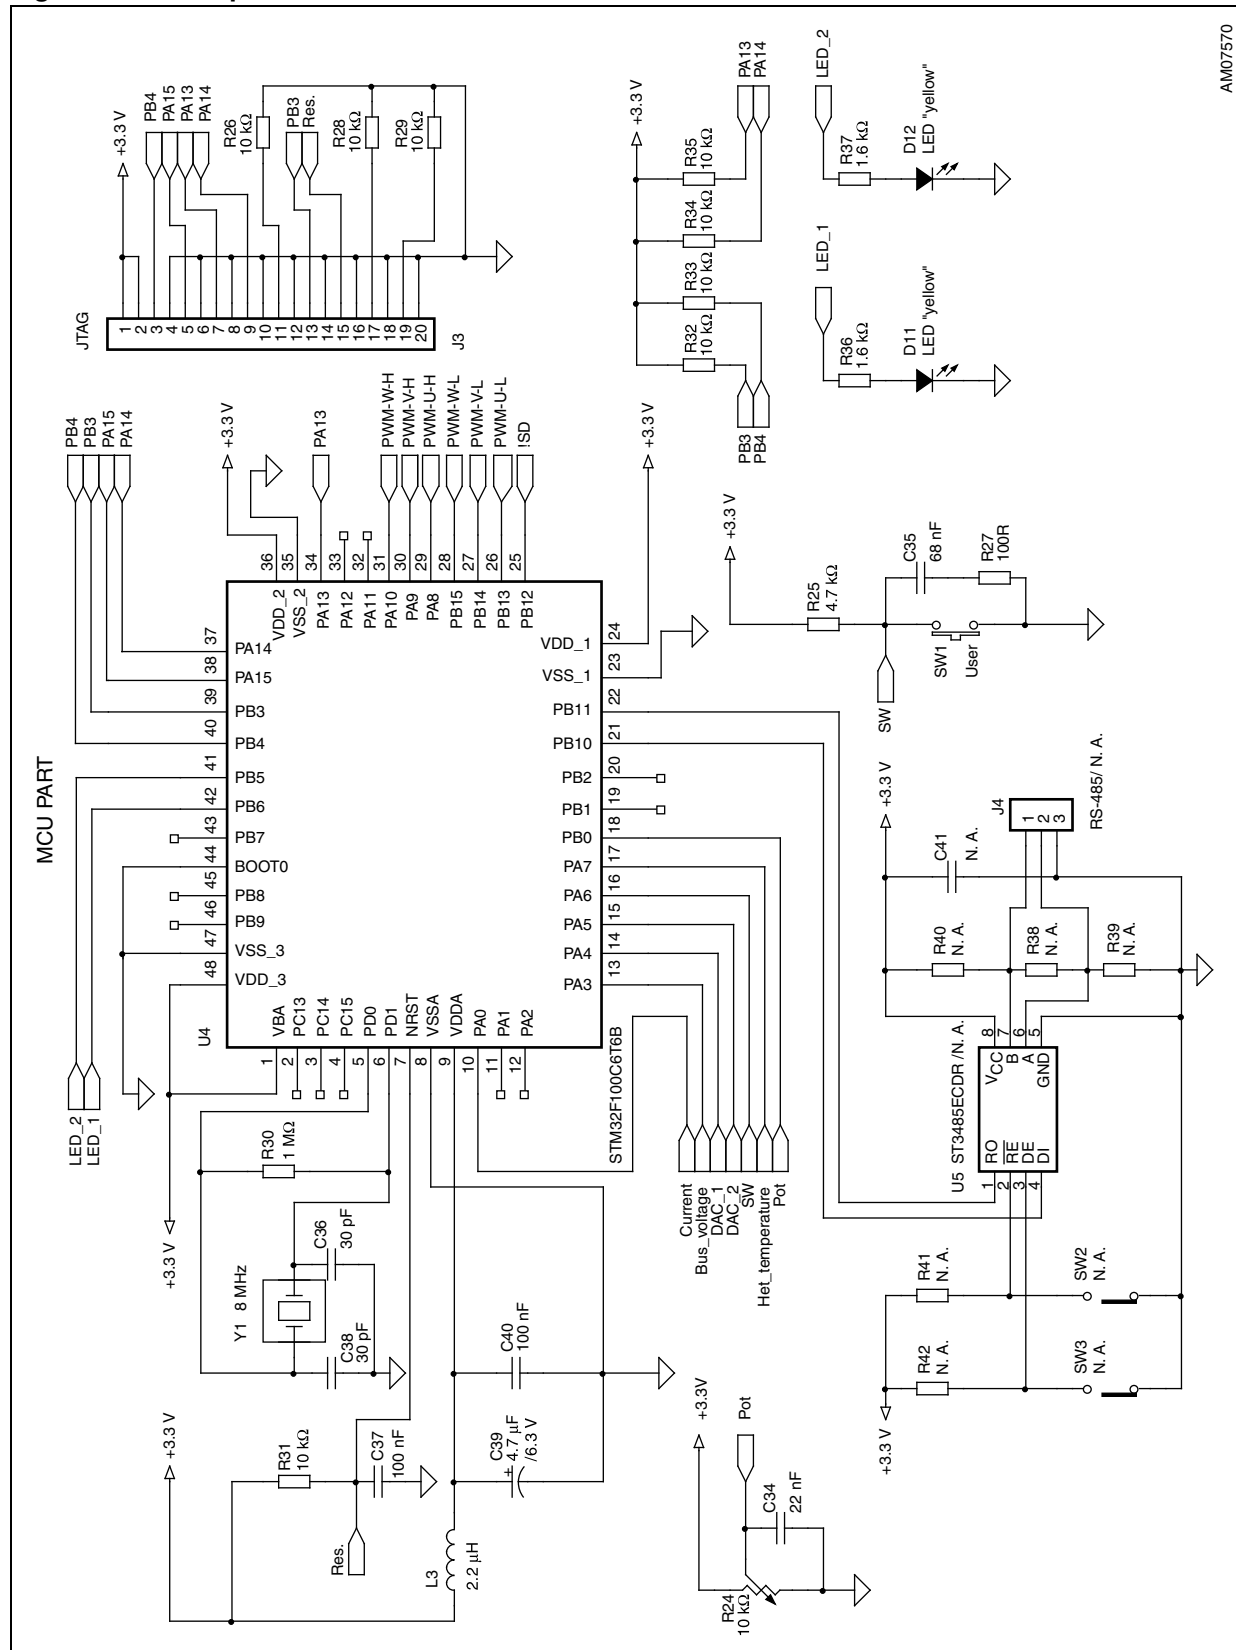 AM07570
MCU PART
JTAG
J3
1
2
3
4
5
6
7
8
9
10
11
12
13
14
15
16
17
18
19
20
+3.3 V
PB4
PA15
PA13
PA14
R26
10 kΩ
PB3
Res.
R28
10 kΩ
R29
10 kΩ
+3.3 V
R32
10 kΩ
R33
10 kΩ
R34
10 kΩ
R35
10 kΩ
PB3
PB4
PA13
PA14
LED_1
R36
1.6 kΩ
D11
LED "yellow"
LED_2
R37
1.6 kΩ
D12
LED "yellow"
PB4
PB3
PA15
PA14
LED_2
LED_1
+3.3 V
PA13
PWM-W-H
PWM-V-H
PWM-U-H
PWM-W-L
PWM-V-L
PWM-U-L
!SD
+3.3 V
U4
STM32F100C6T6B
1 VBA
2 PC13
3 PC14
4 PC15
5 PD0
6 PD1
7 NRST
8 VSSA
9 VDDA
10 PA0
11 PA1
12 PA2
13 PA3
14 PA4
15 PA5
16 PA6
17 PA7
18 PB0
19 PB1
20 PB2
21 PB10
22 PB11
23 VSS_1
24 VDD_1
25 PB12
26 PB13
27 PB14
28 PB15
29 PA8
30 PA9
31 PA10
32 PA11
33 PA12
34 PA13
35 VSS_2
36 VDD_2
37 PA14
38 PA15
39 PB3
40 PB4
41 PB5
42 PB6
43 PB7
44 BOOT0
45 PB8
46 PB9
47 VSS_3
48 VDD_3
+3.3 V
R30
1 MΩ
Y1 8 MHz
C36
30 pF
C38
30 pF
+3.3 V
R31
10 kΩ
Res.
C37
100 nF
L3
2.2 µH
C39
+ 4.7 µF
/6.3 V
C40
100 nF
Current
Bus_voltage
DAC_1
DAC_2
SW
Het_temperature
Pot
+3.3V
Pot
R24
10 kΩ
C34
22 nF
+3.3 V
R25
4.7 kΩ
SW
SW1
User
C35
68 nF
R27
100R
+3.3 V
R40
N. A.
R38
N. A.
R39
N. A.
C41
N. A.
J4
1
2
3
RS-485/ N. A.
U5 ST3485ECDR /N. A.
1 RO
2 RE
3 DE
4 DI
8 VCC
7 B
6 A
5 GND
+3.3 V
R41
N. A.
R42
N. A.
SW2
N. A.
SW3
N. A.